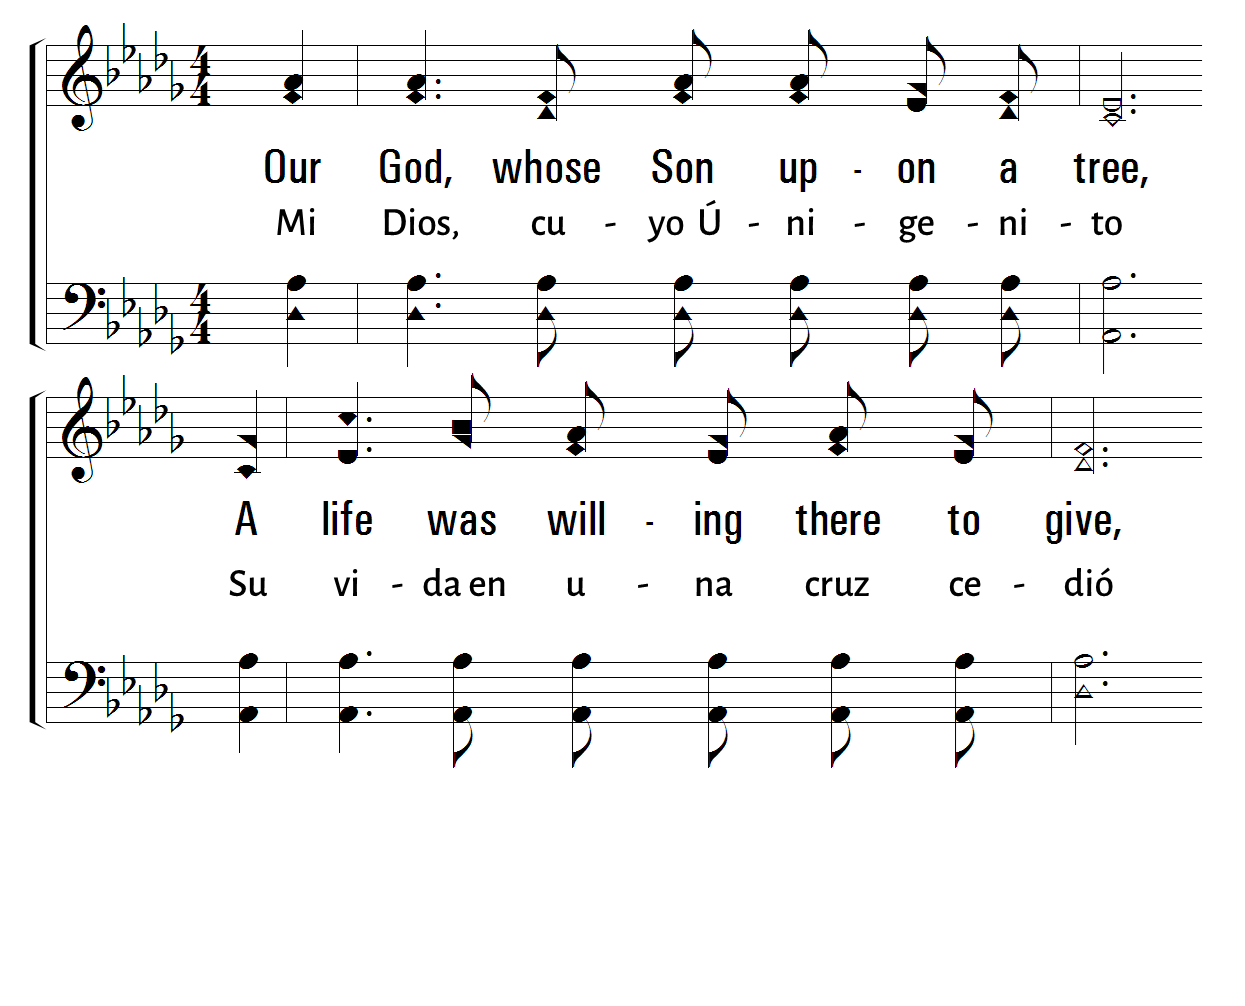 Our God, whose Son up - on a tree,
Mi Dios, cu - yo Ú - ni - ge - ni - to
A life was will - ing there to give,
Su vi - da en u - na cruz ce - dió